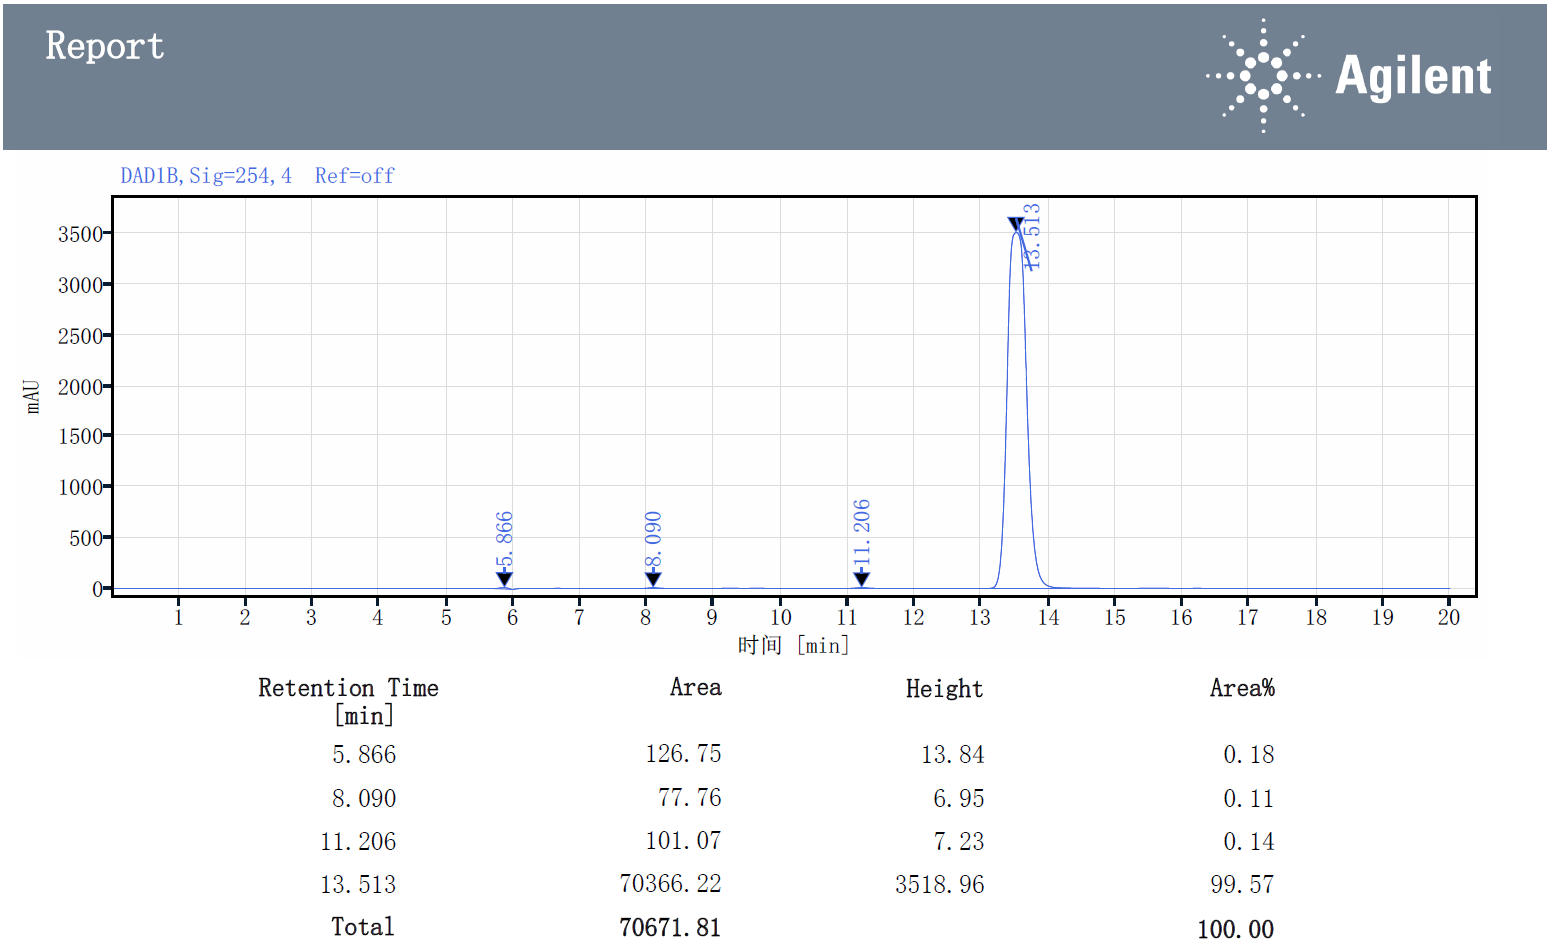 Report
Agilent
DAD1B,Sig=254,4 Ref=off
mAU
3500
3000
2500
2000
1500
1000
500
0
5.866
8.090
11.206
13.513
1 2 3 4 5 6 7 8 9 10 11 12 13 14 15 16 17 18 19 20
时间 [min]
Retention Time Area Height Area%
[min]
5.866 126.75 13.84 0.18
8.090 77.76 6.95 0.11
11.206 101.07 7.23 0.14
13.513 70366.22 3518.96 99.57
Total 70671.81 100.00